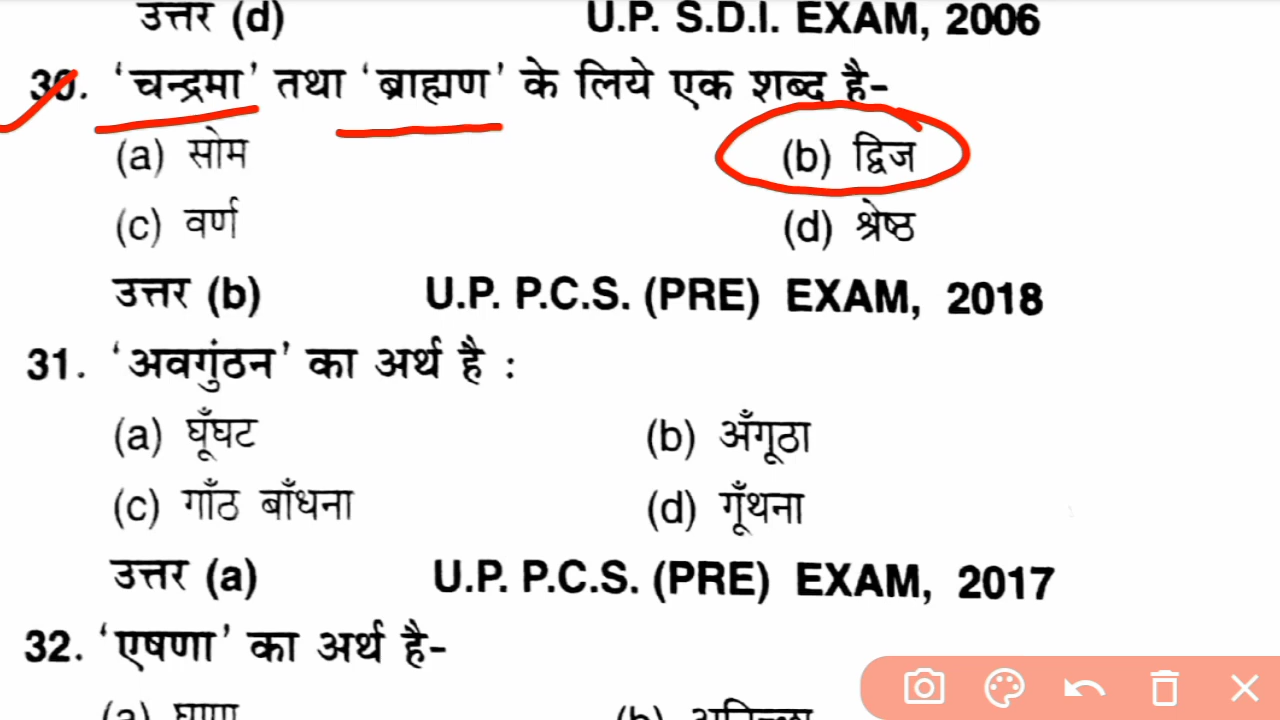 उत्तर (d) U.P. S.D.I. EXAM, 2006
30. 'चन्द्रमा' तथा 'ब्राह्मण' के लिये एक शब्द है-
(a) सोम (b) द्विज
(c) वर्ण (d) श्रेष्ठ
उत्तर (b) U.P. P.C.S. (PRE) EXAM, 2018
31. 'अवगुंठन' का अर्थ है :
(a) घूँघट (b) अँगूठा
(c) गाँठ बाँधना (d) गूँथना
उत्तर (a) U.P. P.C.S. (PRE) EXAM, 2017
32. 'एषणा' का अर्थ है-
(a) (b)